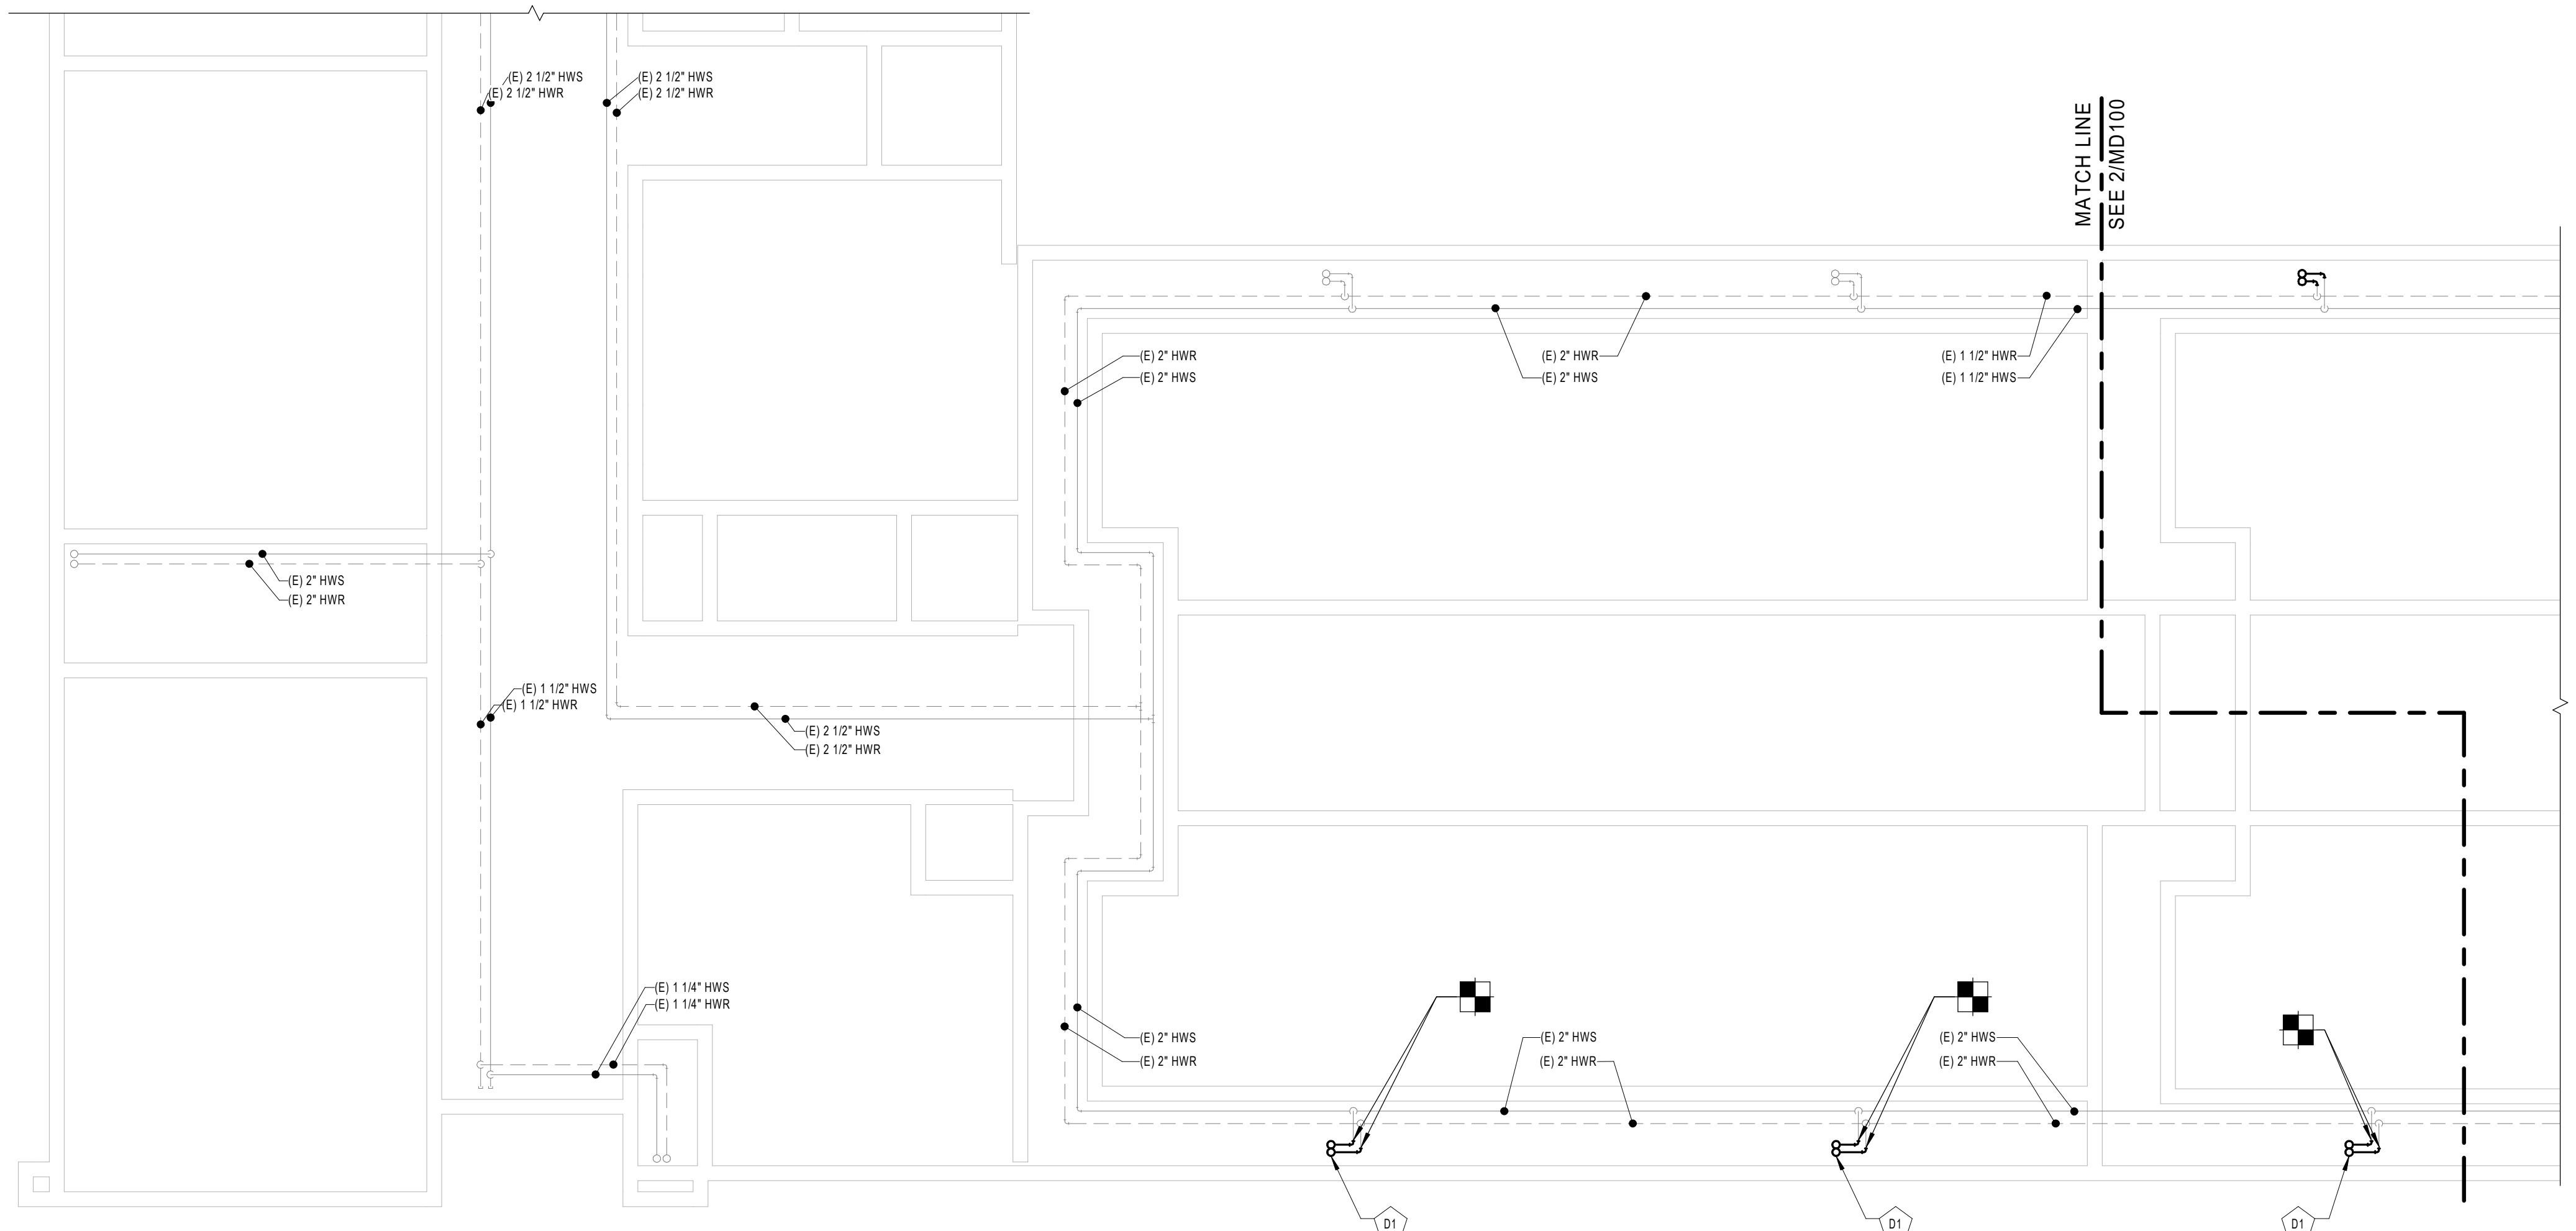 (E) 2 1/2" HWS
(E) 2 1/2" HWR
(E) 2 1/2" HWS
(E) 2 1/2" HWR
MATCH LINE
SEE 2/MD100
(E) 2" HWR
(E) 2" HWS
(E) 2" HWR
(E) 2" HWS
(E) 1 1/2" HWR
(E) 1 1/2" HWS
(E) 2" HWS
(E) 2" HWR
(E) 1 1/2" HWS
(E) 1 1/2" HWR
(E) 2 1/2" HWS
(E) 2 1/2" HWR
(E) 1 1/4" HWS
(E) 1 1/4" HWR
(E) 2" HWS
(E) 2" HWR
(E) 2" HWS
(E) 2" HWR
(E) 2" HWS
(E) 2" HWR
D1
D1
D1